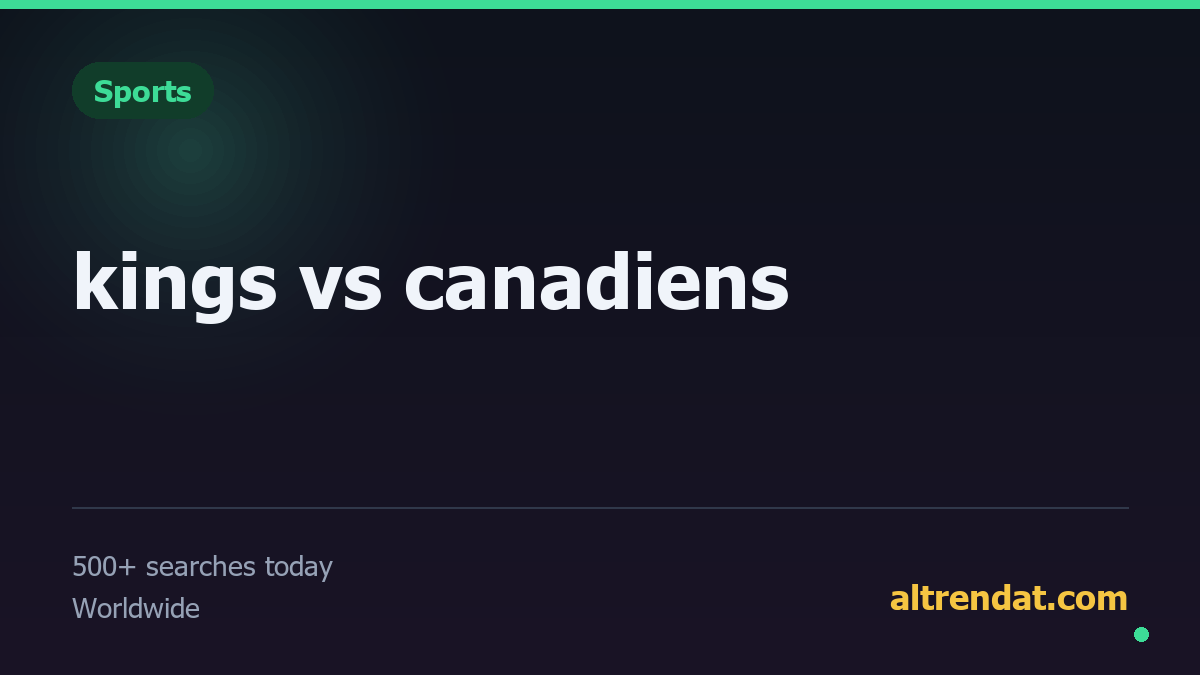 Sports
kings vs canadiens
500+ searches today
Worldwide
altrendat.com